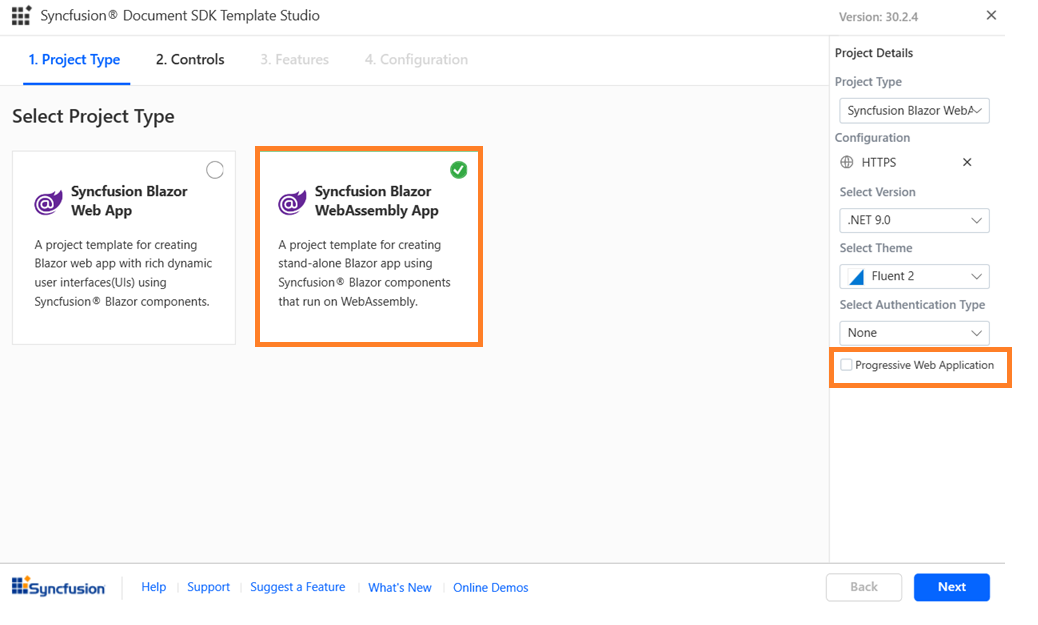 Syncfusion® Document SDK Template Studio
Version: 30.2.4
1. Project Type
2. Controls
3. Features
4. Configuration
Select Project Type
Syncfusion Blazor
Web App
A project template for creating
Blazor web app with rich dynamic
user interfaces(UIs) using
Syncfusion® Blazor components.
Syncfusion Blazor
WebAssembly App
A project template for creating
stand-alone Blazor app using
Syncfusion® Blazor components
that run on WebAssembly.
Project Details
Project Type
Syncfusion Blazor WebA
Configuration
HTTPS
Select Version
.NET 9.0
Select Theme
Fluent 2
Select Authentication Type
None
Progressive Web Application
Syncfusion
Help
Support
Suggest a Feature
What's New
Online Demos
Back
Next